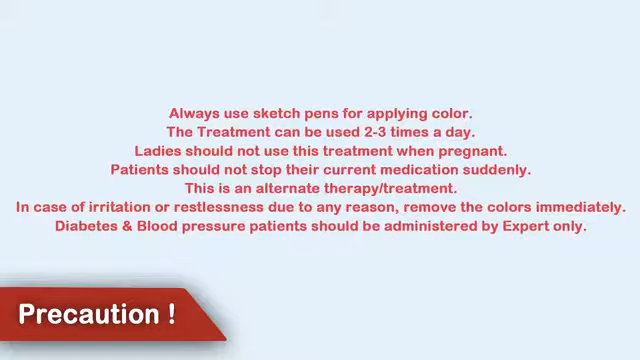 Always use sketch pens for applying color.
The Treatment can be used 2-3 times a day.
Ladies should not use this treatment when pregnant.
Patients should not stop their current medication suddenly.
This is an alternate therapy/treatment.
In case of irritation or restlessness due to any reason, remove the colors immediately.
Diabetes & Blood pressure patients should be administered by Expert only.
Precaution !